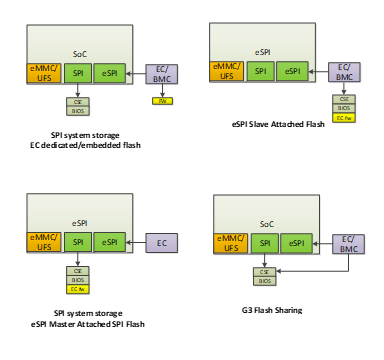 SoC
eMMC/
UFS
SPI
eSPI
EC/
BMC
CSE
BIOS
FW
SPI system storage
EC dedicated/embedded flash
eSPI
eMMC/
UFS
SPI
eSPI
EC/
BMC
CSE
BIOS
EC fw
eSPI Slave Attached Flash
eSPI
eMMC/
UFS
SPI
eSPI
EC
CSE
BIOS
EC fw
SPI system storage
eSPI Master Attached SPI Flash
SoC
eMMC/
UFS
SPI
eSPI
EC/
BMC
CSE
BIOS
G3 Flash Sharing